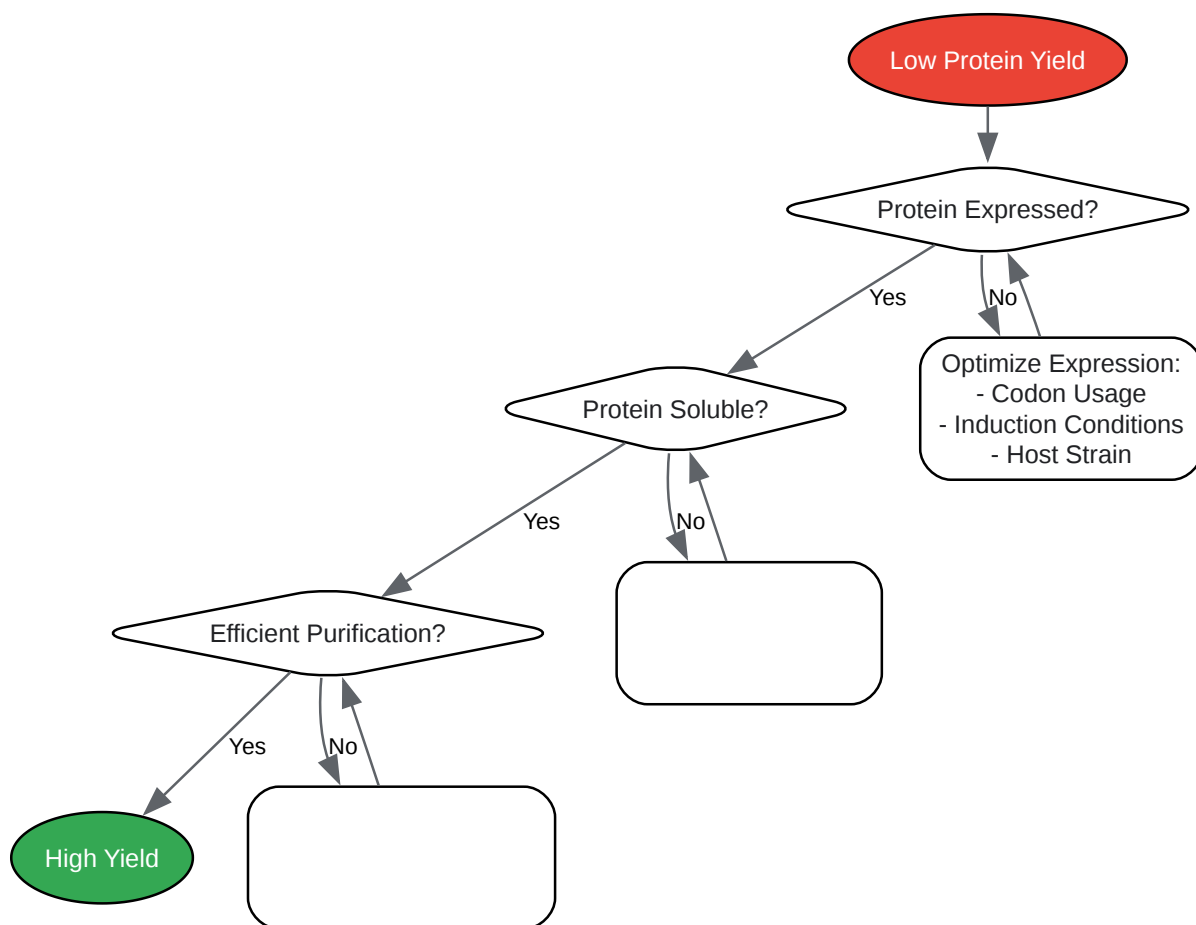 Low Protein Yield
Protein Expressed?
Yes
No
Optimize Expression:
- Codon Usage
- Induction Conditions
- Host Strain
Protein Soluble?
Yes
No
Efficient Purification?
Yes
No
High Yield